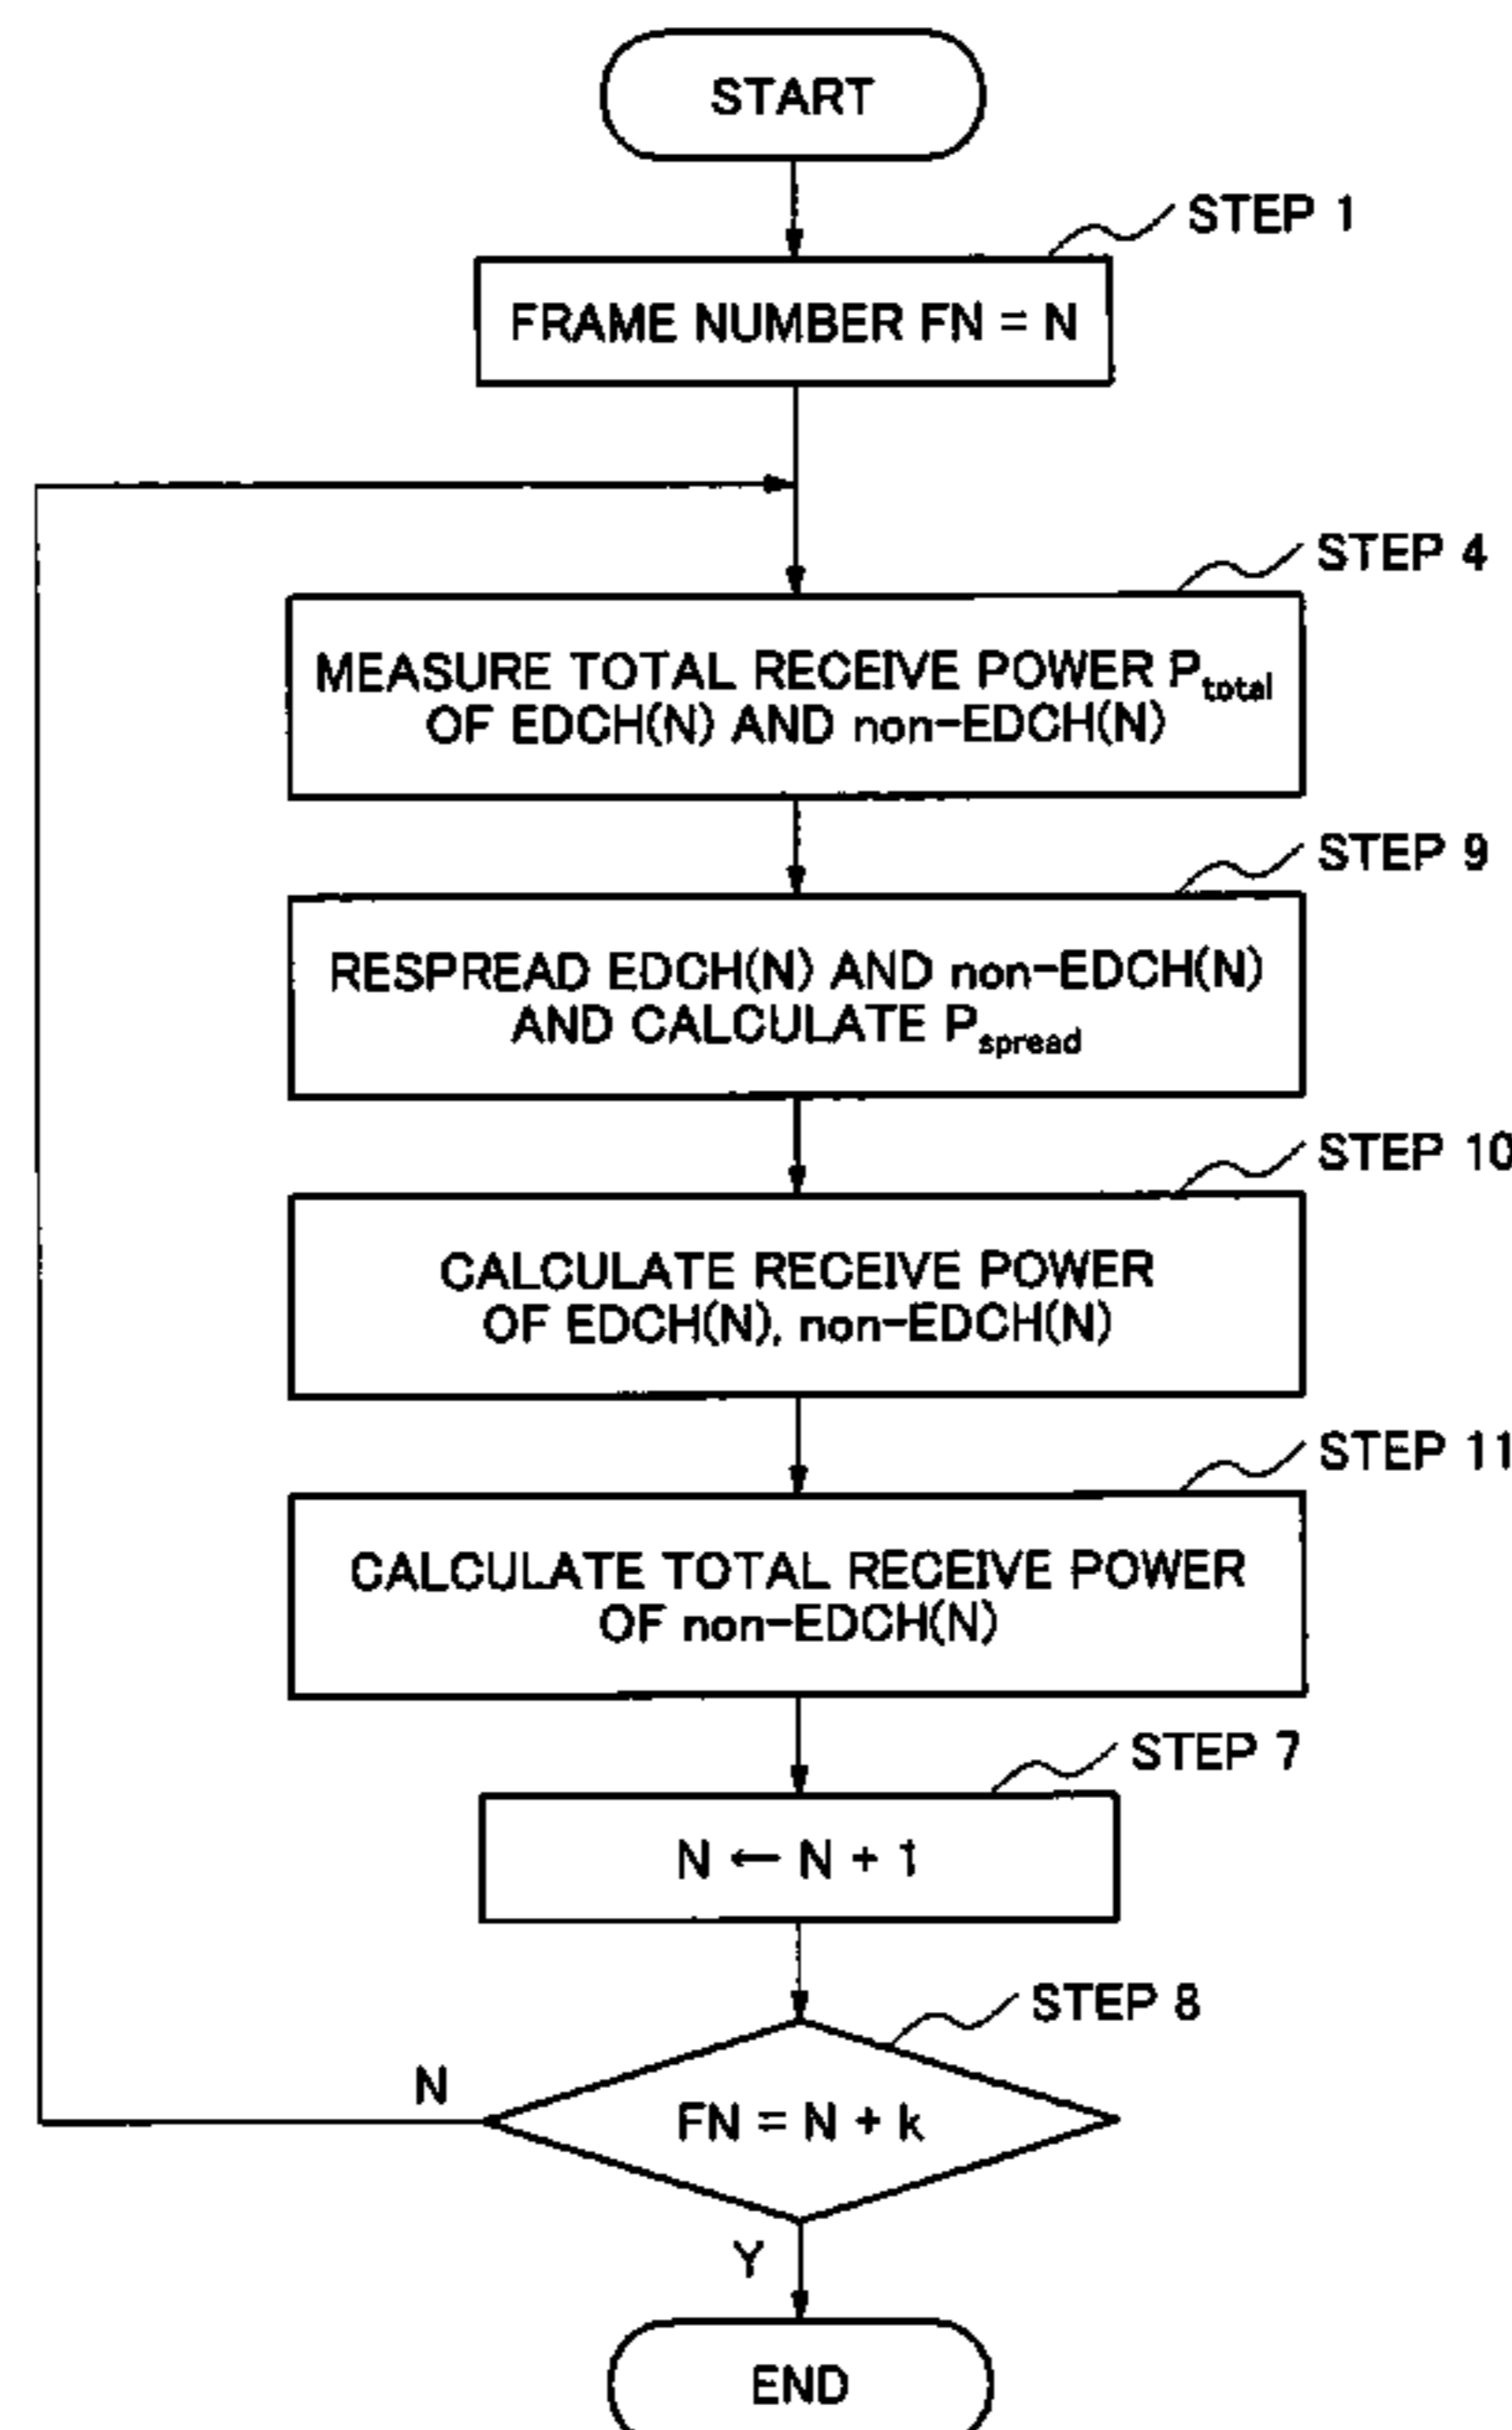 START
STEP 1
FRAME NUMBER FN = N
STEP 4
MEASURE TOTAL RECEIVE POWER Ptotal
OF EDCH(N) AND non-EDCH(N)
STEP 9
RESPREAD EDCH(N) AND non-EDCH(N)
AND CALCULATE Pspread
STEP 10
CALCULATE RECEIVE POWER
OF EDCH(N), non-EDCH(N)
STEP 11
CALCULATE TOTAL RECEIVE POWER
OF non-EDCH(N)
STEP 7
N ← N + 1
STEP 8
N
FN = N + k
Y
END